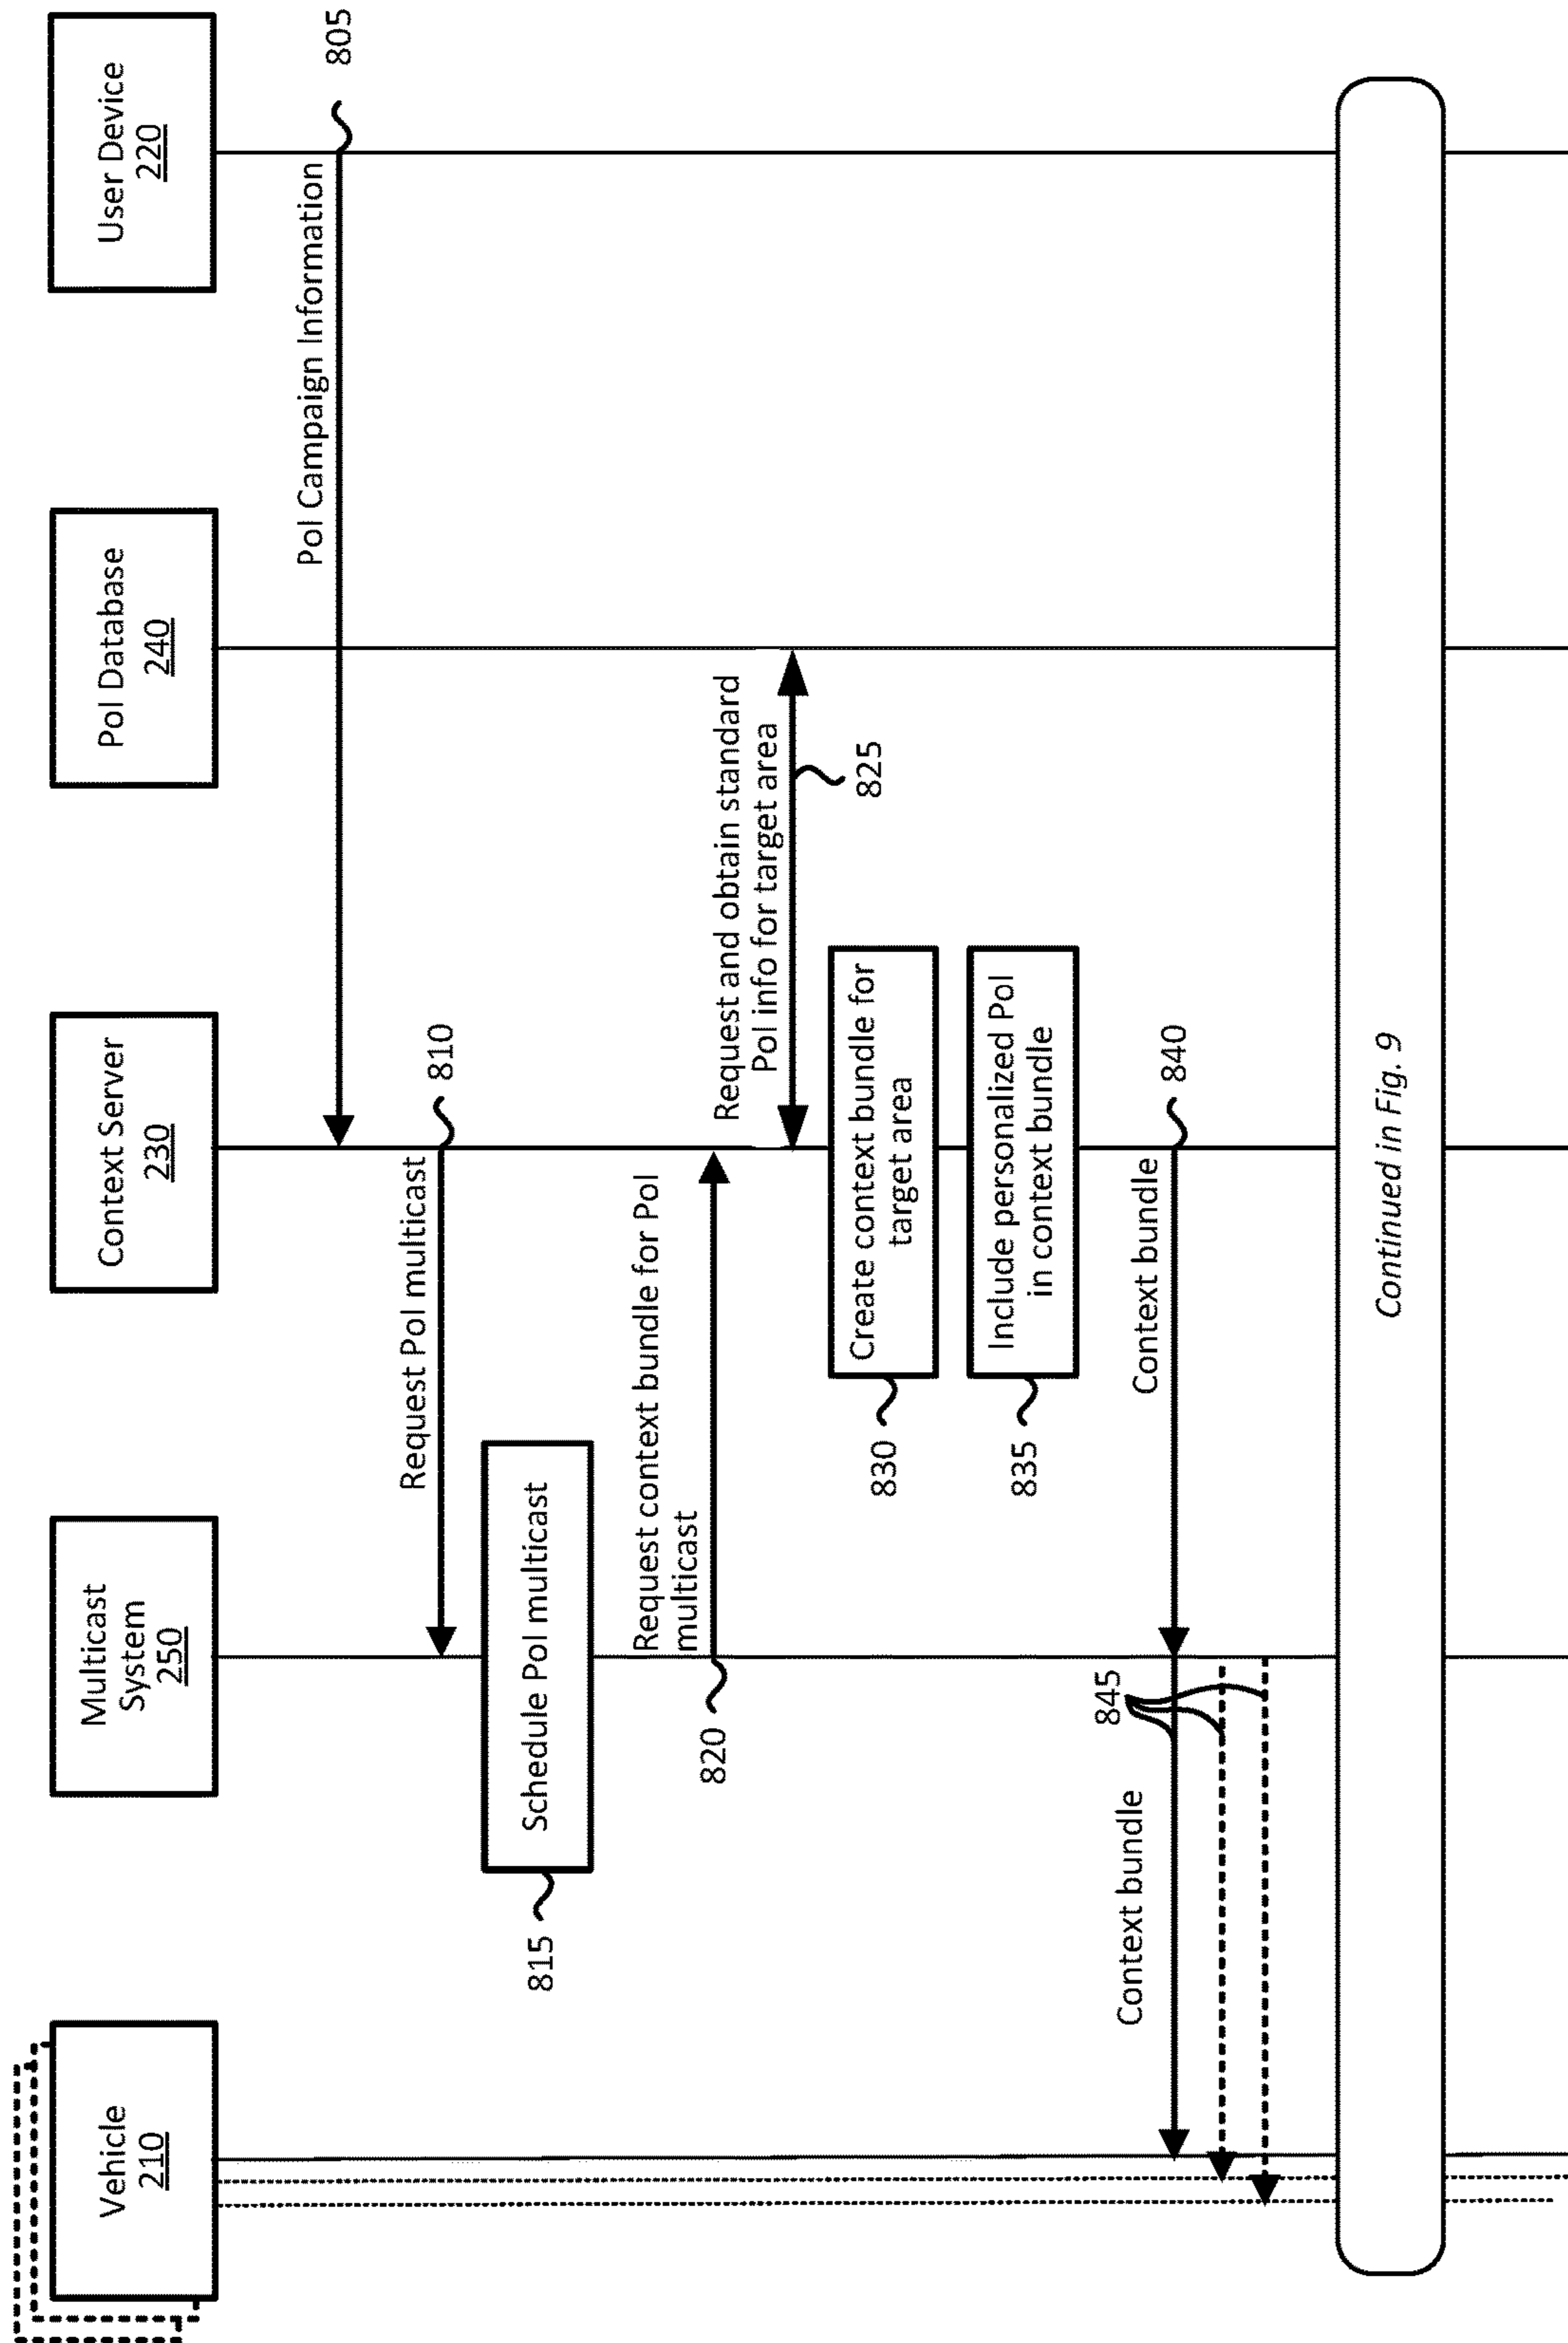 Vehicle
210
Multicast
System
250
Context Server
230
PoI Database
240
User Device
220
PoI Campaign Information
805
Request PoI multicast
810
Schedule PoI multicast
815
Request context bundle for PoI
multicast
820
Request and obtain standard
PoI info for target area
825
Create context bundle for
target area
830
Include personalized PoI
in context bundle
835
Context bundle
840
845
Context bundle
Continued in Fig. 9